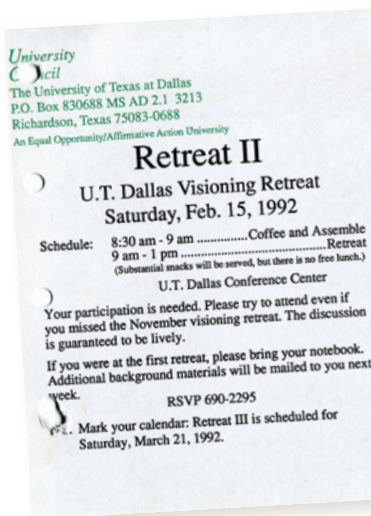 University
The University of Texas at Dallas
P.O. Box 830688 MS AD 2.1 3213
Richardson, Texas 75083-0688
An Equal Opportunity/Affirmative Action University
Retreat II
U.T. Dallas Visioning Retreat
Saturday, Feb. 15, 1992
Schedule: 8:30 am - 9 am ...............Coffee and Assemble
9 am - 1 pm ...........................................Retreat
(Substantial snacks will be served, but there is no free lunch.)
U.T. Dallas Conference Center
Your participation is needed. Please try to attend even if
you missed the November visioning retreat. The discussion
is guaranteed to be lively.
If you were at the first retreat, please bring your notebook.
Additional background materials will be mailed to you next
week.
RSVP 690-2295
Mark your calendar: Retreat III is scheduled for
Saturday, March 21, 1992.